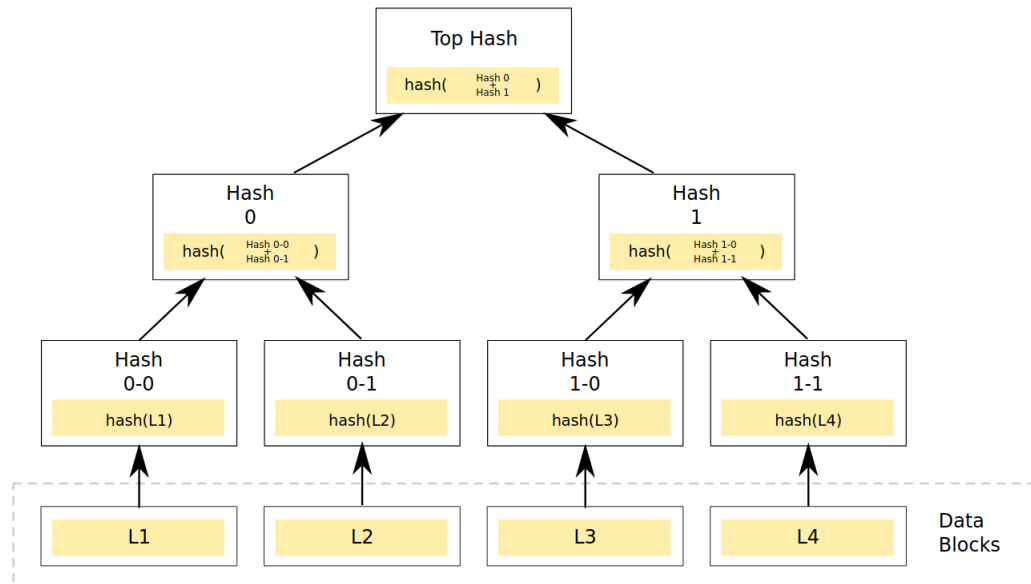 Top Hash
hash( Hash 0 + Hash 1 )
Hash
0
hash( Hash 0-0 + Hash 0-1 )
Hash
1
hash( Hash 1-0 + Hash 1-1 )
Hash
0-0
hash(L1)
Hash
0-1
hash(L2)
Hash
1-0
hash(L3)
Hash
1-1
hash(L4)
L1
L2
L3
L4
Data
Blocks